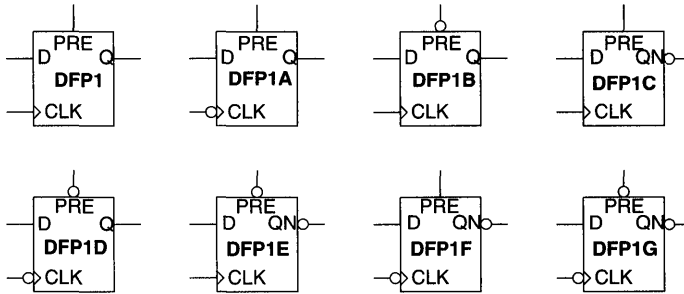 PRE PRE PRE PRE
D Q D Q D Q D QN
DFP1 DFP1A DFP1B DFP1C
CLK CLK CLK CLK
PRE PRE PRE PRE
D Q D QN D QN D QN
DFP1D DFP1E DFP1F DFP1G
CLK CLK CLK CLK